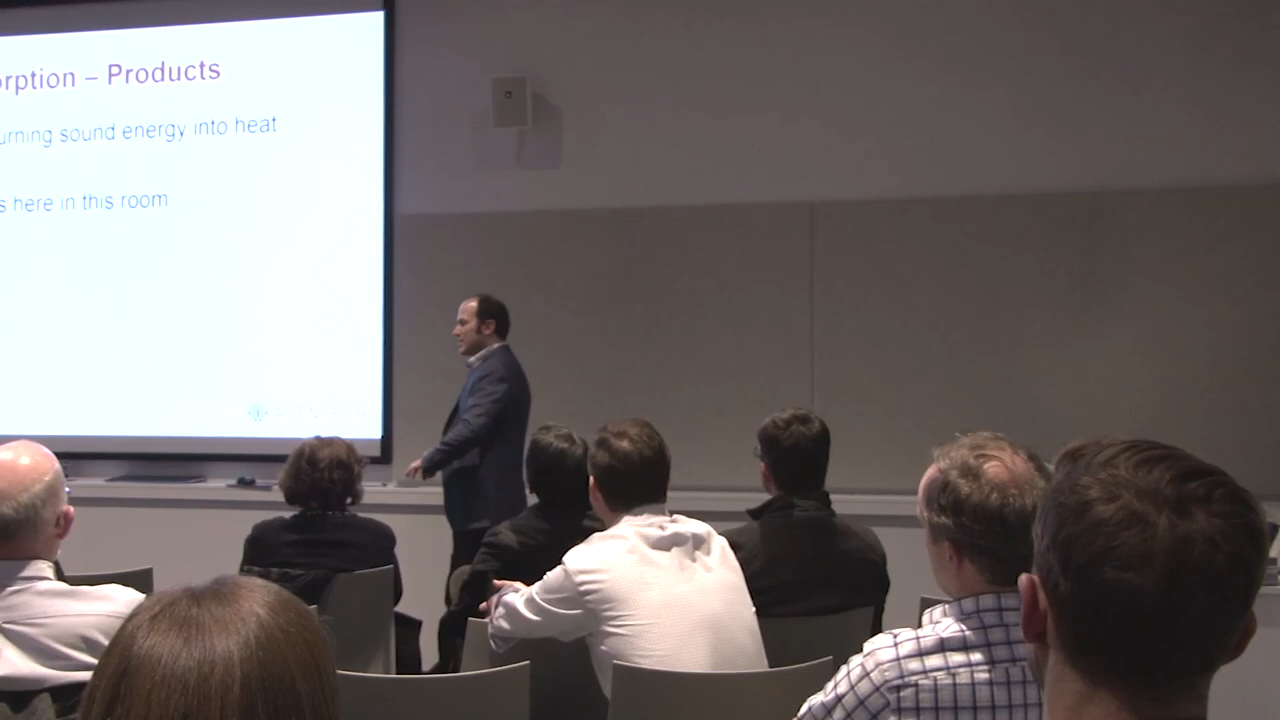 orption – Products
urning sound energy into heat
s here in this room